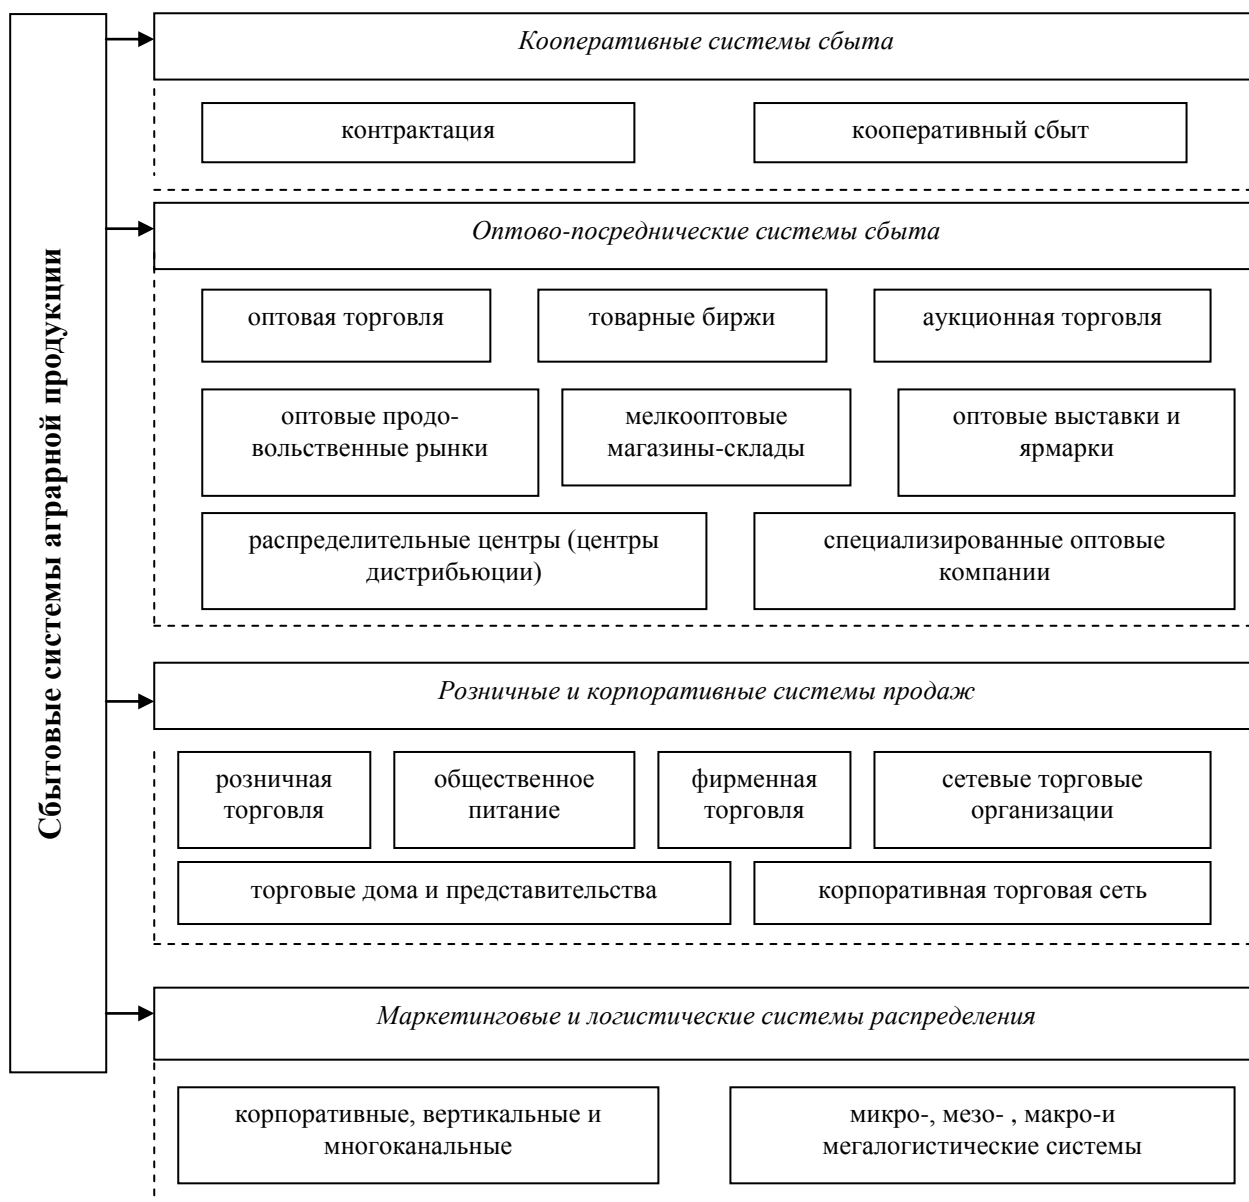 Сбытовые системы аграрной продукции
Кооперативные системы сбыта
контрактация
кооперативный сбыт
Оптово-посреднические системы сбыта
оптовая торговля
товарные биржи
аукционная торговля
оптовые продо-
вольственные рынки
мелкооптовые
магазины-склады
оптовые выставки и
ярмарки
распределительные центры (центры
дистрибьюции)
специализированные оптовые
компании
Розничные и корпоративные системы продаж
розничная
торговля
общественное
питание
фирменная
торговля
сетевые торговые
организации
торговые дома и представительства
корпоративная торговая сеть
Маркетинговые и логистические системы распределения
корпоративные, вертикальные и
многоканальные
микро-, мезо- , макро-и
мегалогистические системы